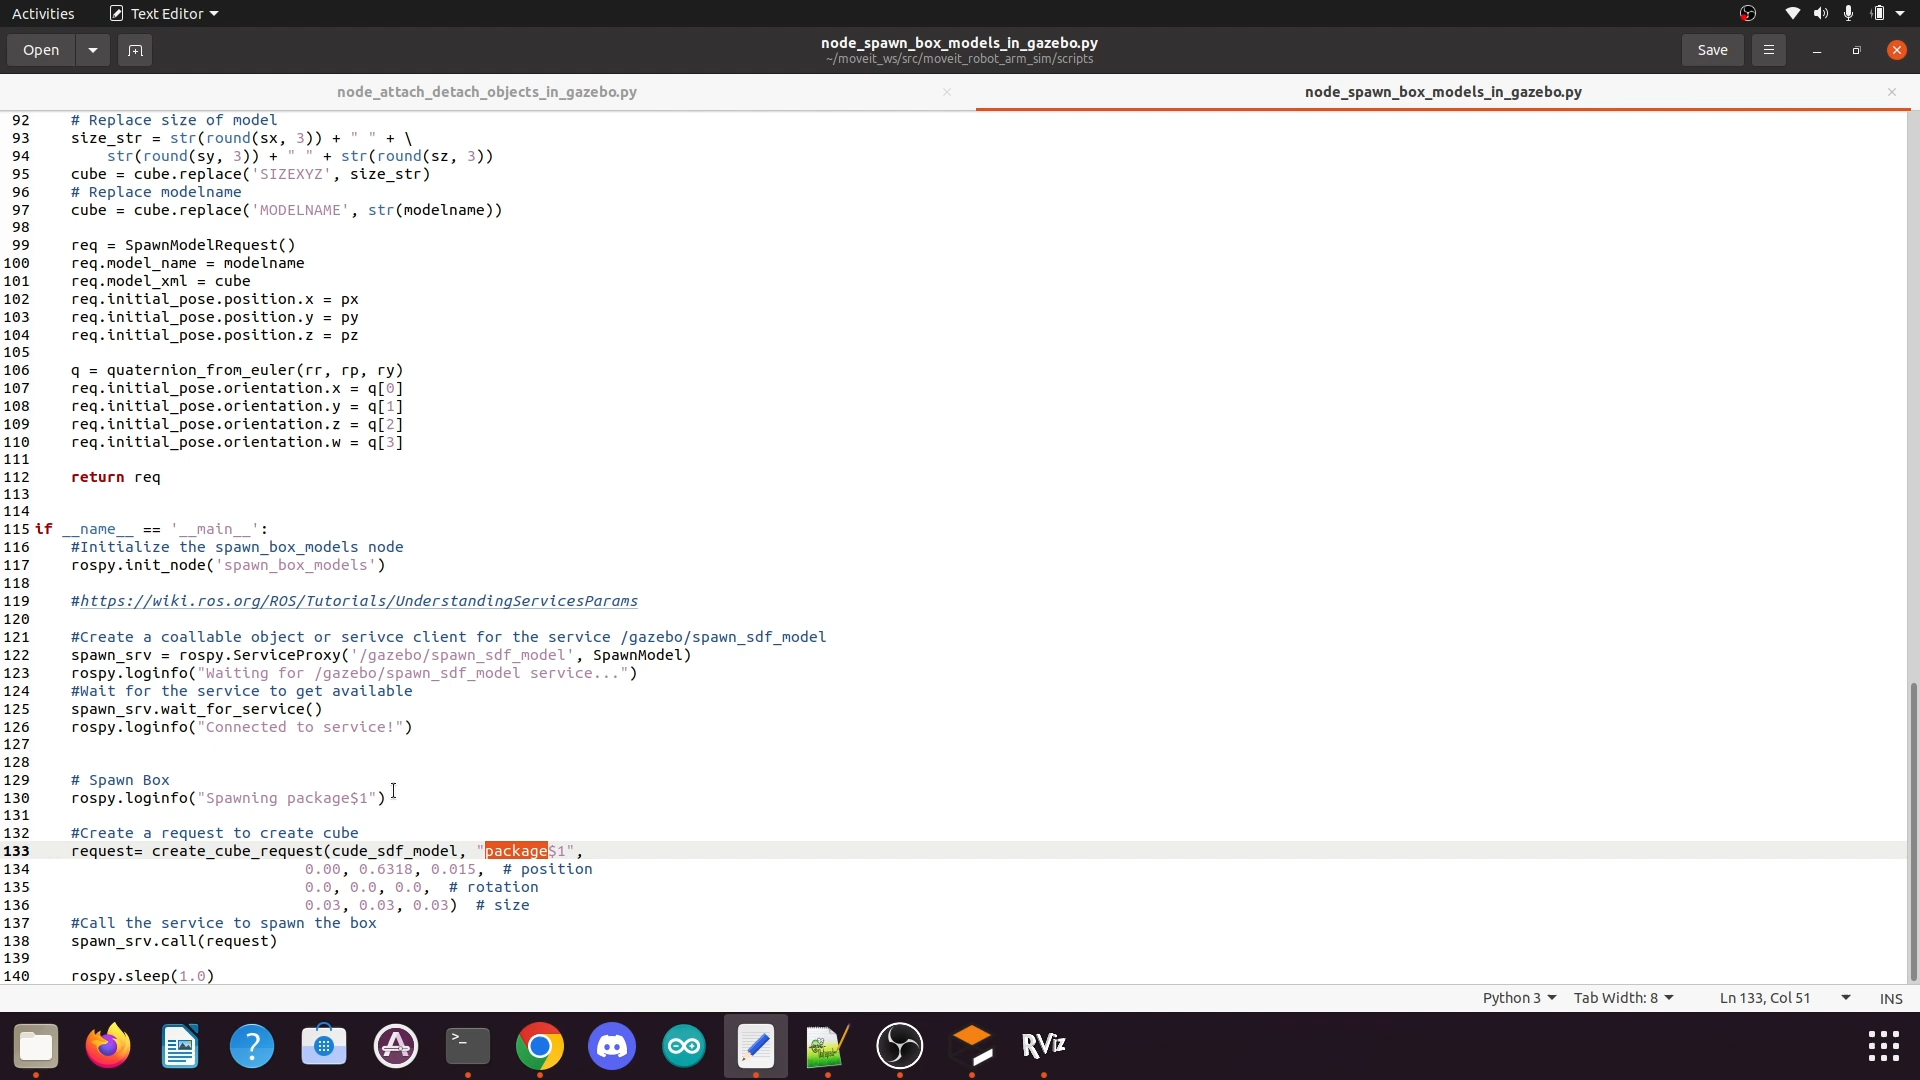 Activities Text Editor
Open Save
node_spawn_box_models_in_gazebo.py
~/moveit_ws/src/moveit_robot_arm_sim/scripts
node_attach_detach_objects_in_gazebo.py node_spawn_box_models_in_gazebo.py
92 # Replace size of model
93 size_str = str(round(sx, 3)) + " " + \
94 str(round(sy, 3)) + " " + str(round(sz, 3))
95 cube = cube.replace('SIZEXYZ', size_str)
96 # Replace modelname
97 cube = cube.replace('MODELNAME', str(modelname))
98
99 req = SpawnModelRequest()
100 req.model_name = modelname
101 req.model_xml = cube
102 req.initial_pose.position.x = px
103 req.initial_pose.position.y = py
104 req.initial_pose.position.z = pz
105
106 q = quaternion_from_euler(rr, rp, ry)
107 req.initial_pose.orientation.x = q[0]
108 req.initial_pose.orientation.y = q[1]
109 req.initial_pose.orientation.z = q[2]
110 req.initial_pose.orientation.w = q[3]
111
112 return req
113
114
115 if __name__ == '__main__':
116 #Initialize the spawn_box_models node
117 rospy.init_node('spawn_box_models')
118
119 #https://wiki.ros.org/ROS/Tutorials/UnderstandingServicesParams
120
121 #Create a coallable object or serivce client for the service /gazebo/spawn_sdf_model
122 spawn_srv = rospy.ServiceProxy('/gazebo/spawn_sdf_model', SpawnModel)
123 rospy.loginfo("Waiting for /gazebo/spawn_sdf_model service...")
124 #Wait for the service to get available
125 spawn_srv.wait_for_service()
126 rospy.loginfo("Connected to service!")
127
128
129 # Spawn Box
130 rospy.loginfo("Spawning package$1")
131
132 #Create a request to create cube
133 request= create_cube_request(cude_sdf_model, "package$1",
134 0.00, 0.6318, 0.015, # position
135 0.0, 0.0, 0.0, # rotation
136 0.03, 0.03, 0.03) # size
137 #Call the service to spawn the box
138 spawn_srv.call(request)
139
140 rospy.sleep(1.0)
Python 3 Tab Width: 8 Ln 133, Col 51 INS
RViz